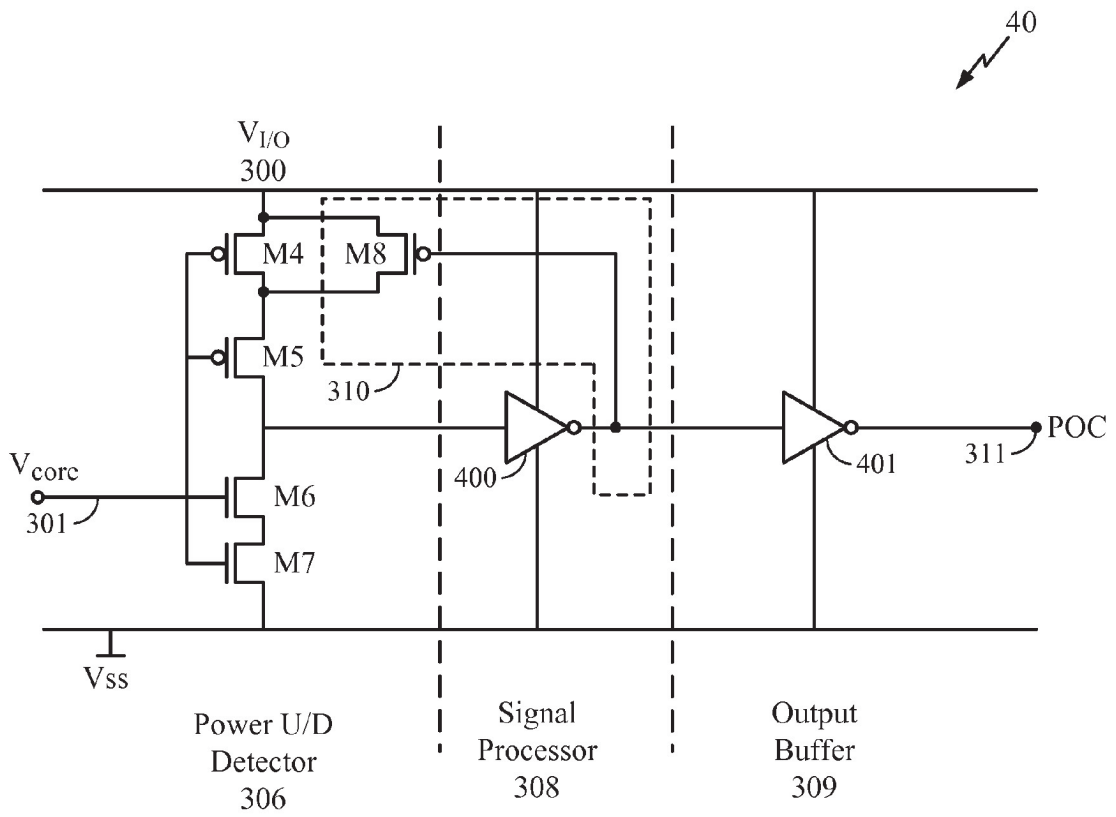 40
V_I/O
300
M4
M8
M5
310
400
401
311
POC
V_core
301
M6
M7
Vss
Power U/D
Detector
306
Signal
Processor
308
Output
Buffer
309